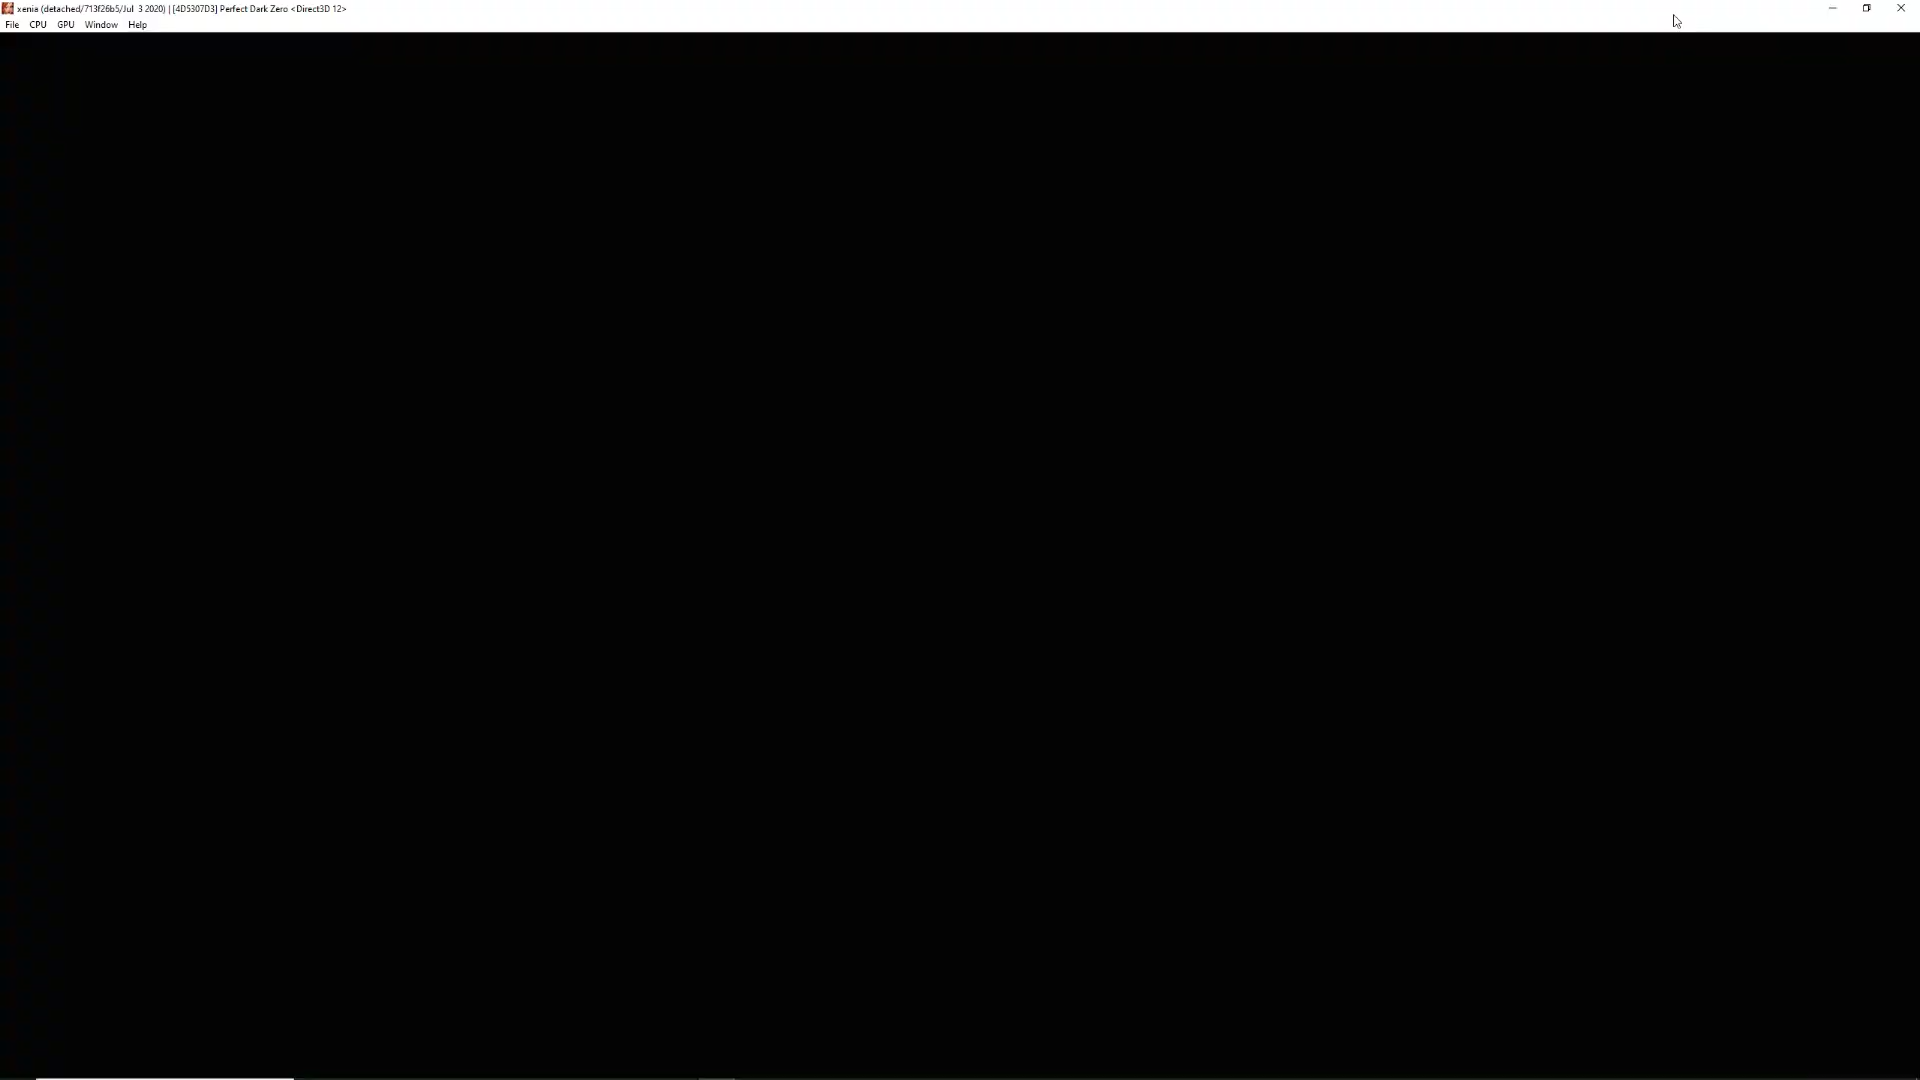 xenia (detached/713f26b5/Jul  3 2020) | [4D5307D3] Perfect Dark Zero <Direct3D 12>
File CPU GPU Window Help